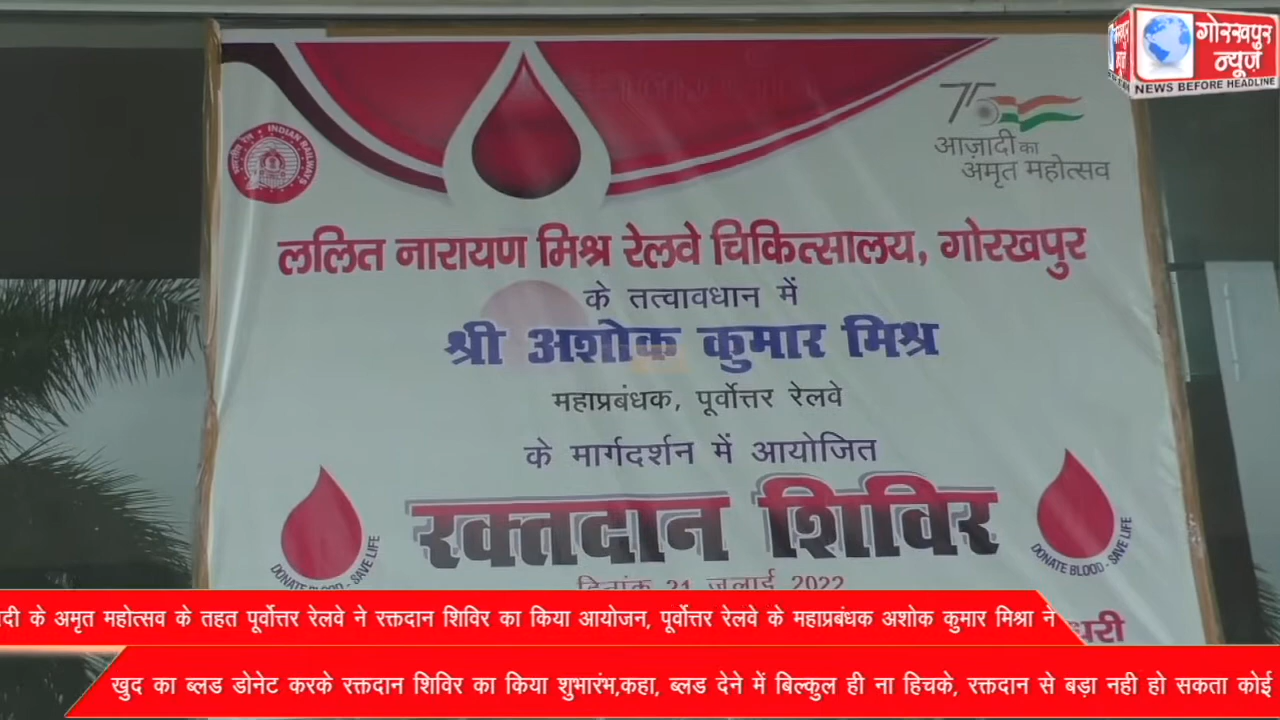 गोरखपुर
न्यूज़
NEWS BEFORE HEADLINE
75
आज़ादी का
अमृत महोत्सव
भारतीय रेल INDIAN RAILWAYS
ललित नारायण मिश्र रेलवे चिकित्सालय, गोरखपुर
के तत्वावधान में
श्री अशोक कुमार मिश्र
महाप्रबंधक, पूर्वोत्तर रेलवे
के मार्गदर्शन में आयोजित
रक्तदान शिविर
DONATE BLOOD - SAVE LIFE
DONATE BLOOD - SAVE LIFE
दिनांक 21 जुलाई 2022
के अमृत महोत्सव के तहत पूर्वोत्तर रेलवे ने रक्तदान शिविर का किया आयोजन, पूर्वोत्तर रेलवे के महाप्रबंधक अशोक कुमार मिश्रा ने
खुद का ब्लड डोनेट करके रक्तदान शिविर का किया शुभारंभ,कहा, ब्लड देने में बिल्कुल ही ना हिचके, रक्तदान से बड़ा नही हो सकता कोई